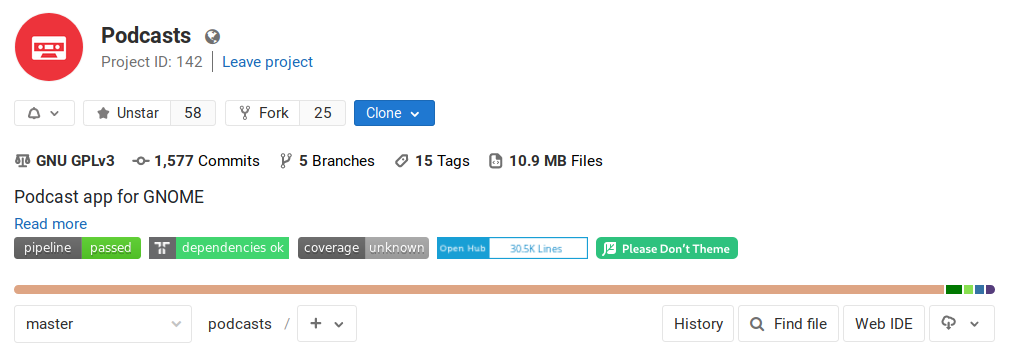 Podcasts
Project ID: 142 Leave project
Unstar 58 Fork 25 Clone
GNU GPLv3 1,577 Commits 5 Branches 15 Tags 10.9 MB Files
Podcast app for GNOME
Read more
pipeline passed dependencies ok coverage unknown Open Hub 30.5K Lines Please Don't Theme
master podcasts / + History Find file Web IDE